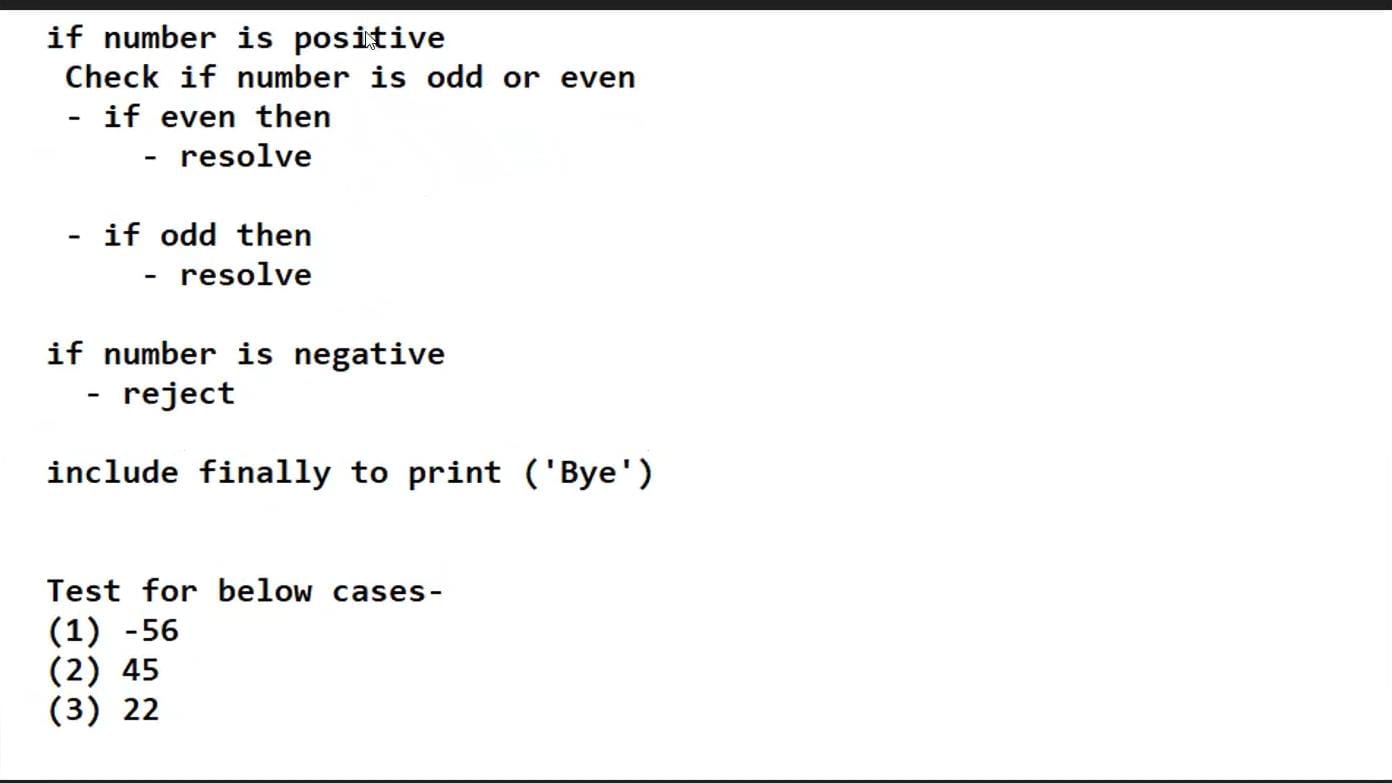 if number is positive
Check if number is odd or even
- if even then
- resolve
- if odd then
- resolve
if number is negative
- reject
include finally to print ('Bye')
Test for below cases-
(1) -56
(2) 45
(3) 22